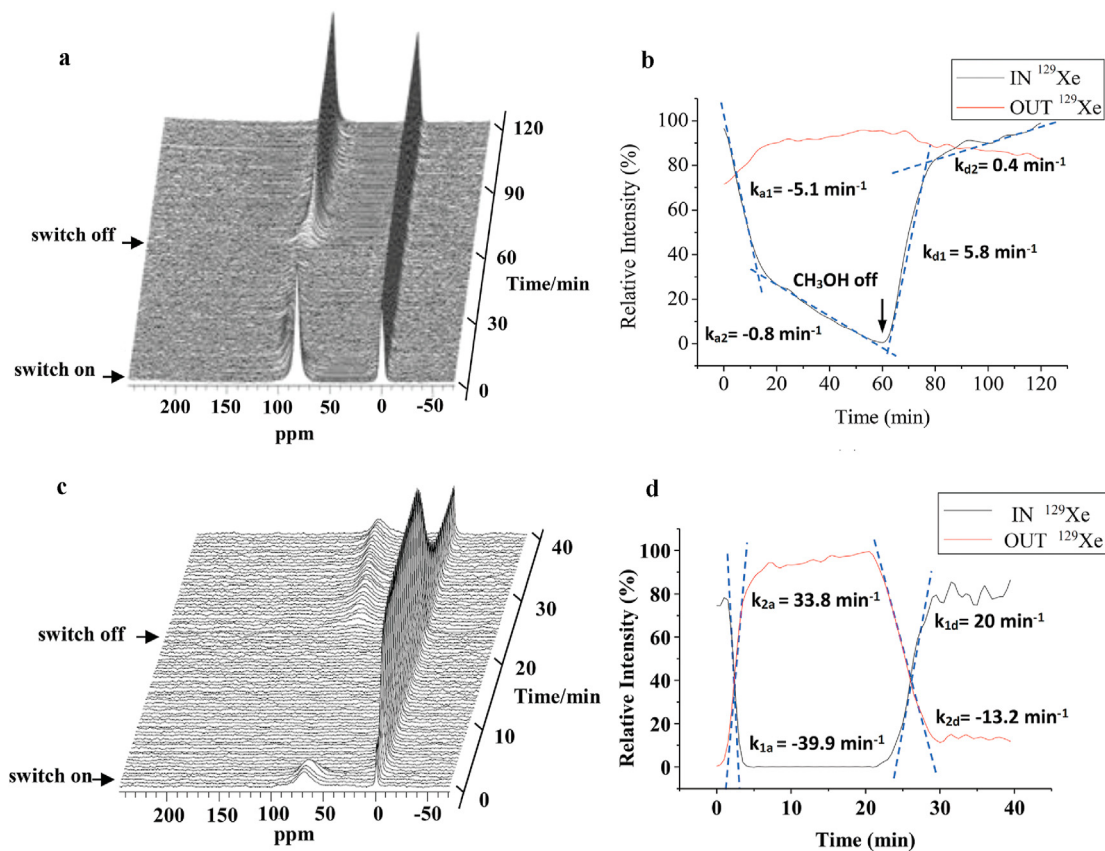 a
switch off
switch on
120
90
60
30
0
Time/min
200 150 100 50 0 -50
ppm
b
IN ¹²⁹Xe
OUT ¹²⁹Xe
Relative Intensity (%)
100
80
60
40
20
0
k_d2= 0.4 min⁻¹
k_a1= -5.1 min⁻¹
k_d1= 5.8 min⁻¹
CH₃OH off
k_a2= -0.8 min⁻¹
0 20 40 60 80 100 120
Time (min)
c
switch off
switch on
40
30
20
10
0
Time/min
200 150 100 50 0 -50
ppm
d
IN ¹²⁹Xe
OUT ¹²⁹Xe
Relative Intensity (%)
100
80
60
40
20
0
k_2a = 33.8 min⁻¹
k_1d= 20 min⁻¹
k_1a= -39.9 min⁻¹
k_2d= -13.2 min⁻¹
0 10 20 30 40
Time (min)